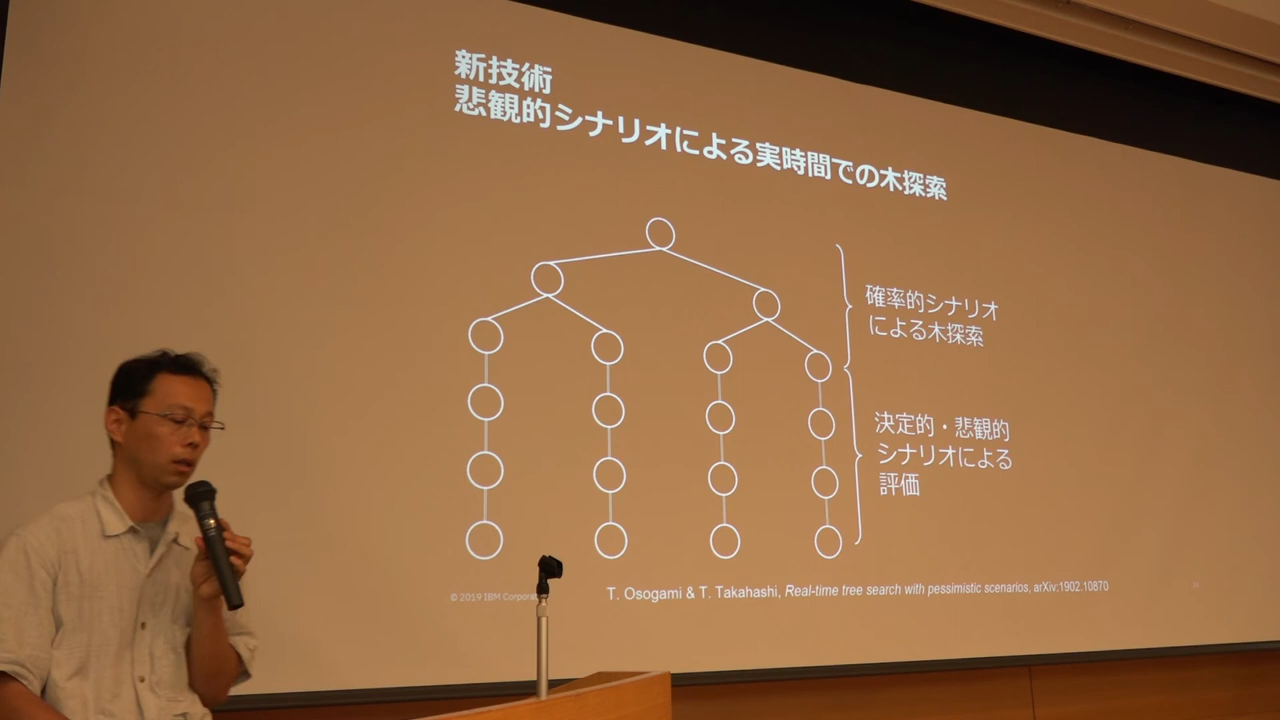 新技術
悲観的シナリオによる実時間での木探索
確率的シナリオ
による木探索
決定的・悲観的
シナリオによる
評価
© 2019 IBM
T. Osogami & T. Takahashi, Real-time tree search with pessimistic scenarios, arXiv:1902.10870